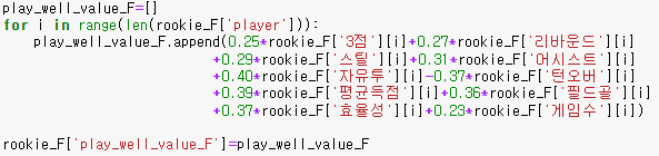 play_well_value_F=[]
for i in range(len(rookie_F['player'])):
    play_well_value_F.append(0.25*rookie_F['3점'][i]+0.27*rookie_F['리바운드'][i]
                             +0.29*rookie_F['스틸'][i]+0.31*rookie_F['어시스트'][i]
                             +0.40*rookie_F['자유투'][i]-0.37*rookie_F['턴오버'][i]
                             +0.39*rookie_F['평균득점'][i]+0.36*rookie_F['필드골'][i]
                             +0.37*rookie_F['효율성'][i]+0.23*rookie_F['게임수'][i])
rookie_F['play_well_value_F']=play_well_value_F